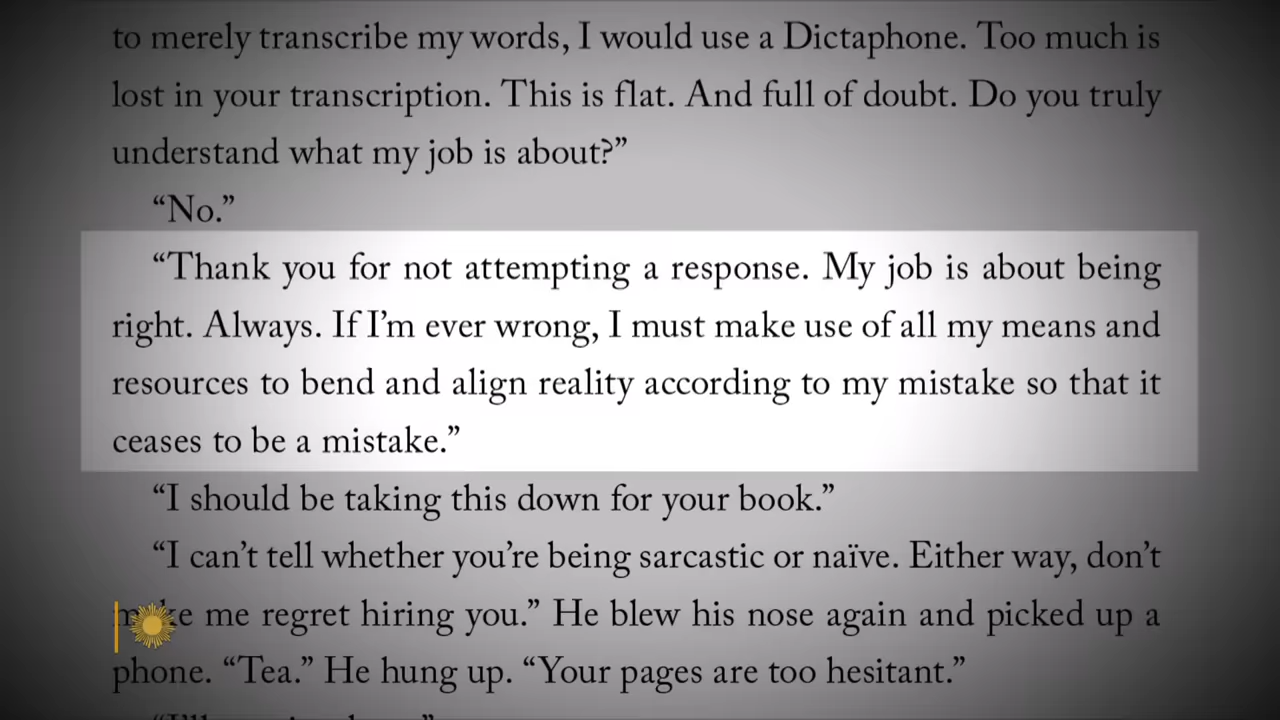 to merely transcribe my words, I would use a Dictaphone. Too much is
lost in your transcription. This is flat. And full of doubt. Do you truly
understand what my job is about?”
“No.”
“Thank you for not attempting a response. My job is about being
right. Always. If I’m ever wrong, I must make use of all my means and
resources to bend and align reality according to my mistake so that it
ceases to be a mistake.”
“I should be taking this down for your book.”
“I can’t tell whether you’re being sarcastic or naïve. Either way, don’t
me regret hiring you.” He blew his nose again and picked up a
phone. “Tea.” He hung up. “Your pages are too hesitant.”